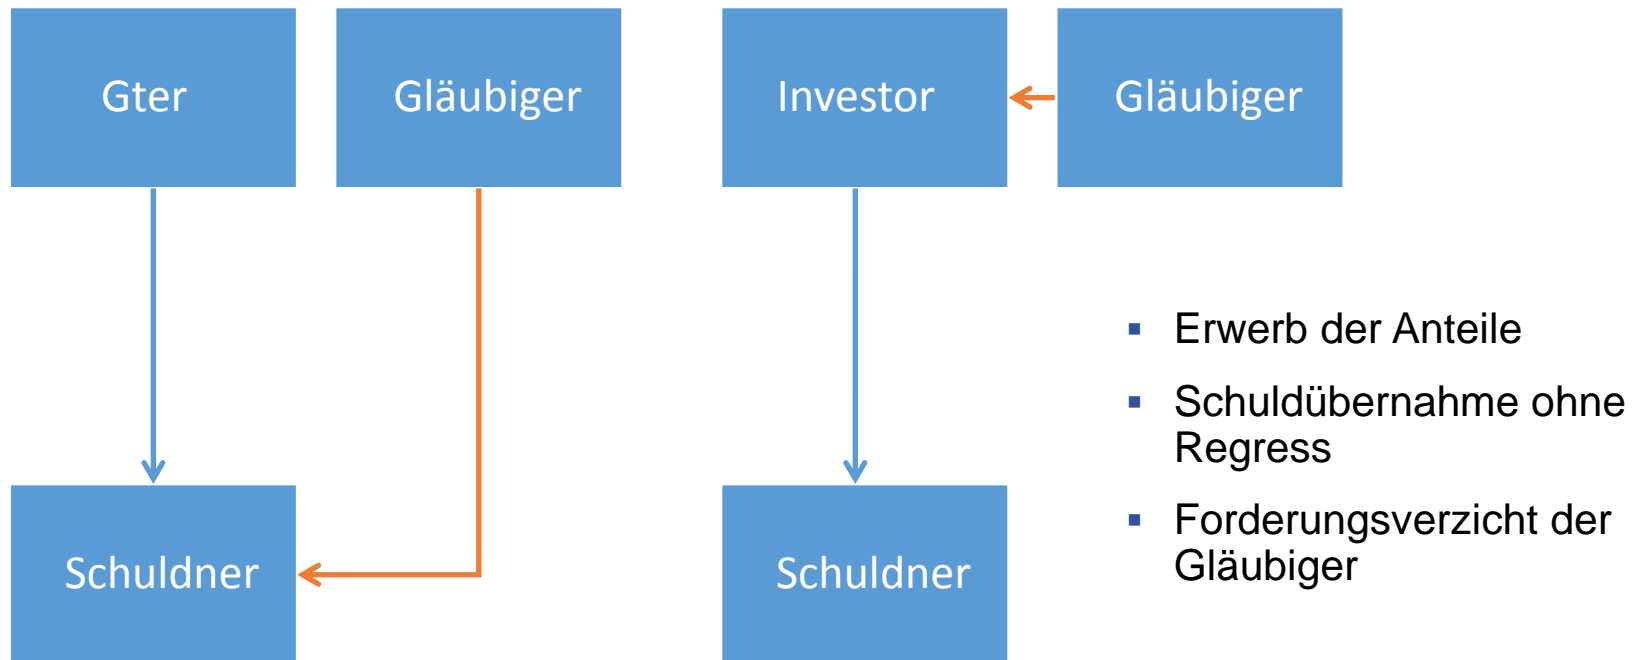 Gter
Gläubiger
Investor
Gläubiger
Schuldner
Schuldner
▪ Erwerb der Anteile
▪ Schuldübernahme ohne
Regress
▪ Forderungsverzicht der
Gläubiger